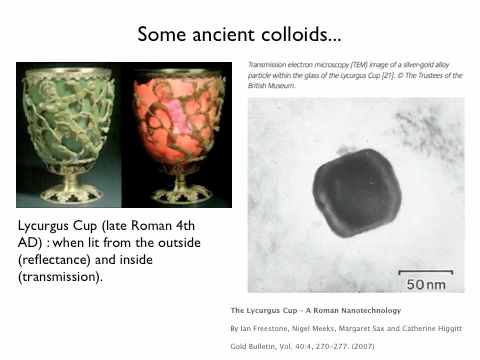 Some ancient colloids...
Transmission electron microscopy (TEM) image of a silver-gold alloy
particle within the glass of the Lycurgus Cup [21]. © The Trustees of the
British Museum.
Lycurgus Cup (late Roman 4th
AD) : when lit from the outside
(reflectance) and inside
(transmission).
50nm
The Lycurgus Cup – A Roman Nanotechnology
By Ian Freestone, Nigel Meeks, Margaret Sax and Catherine Higgitt
Gold Bulletin, Vol. 40:4, 270–277. (2007)